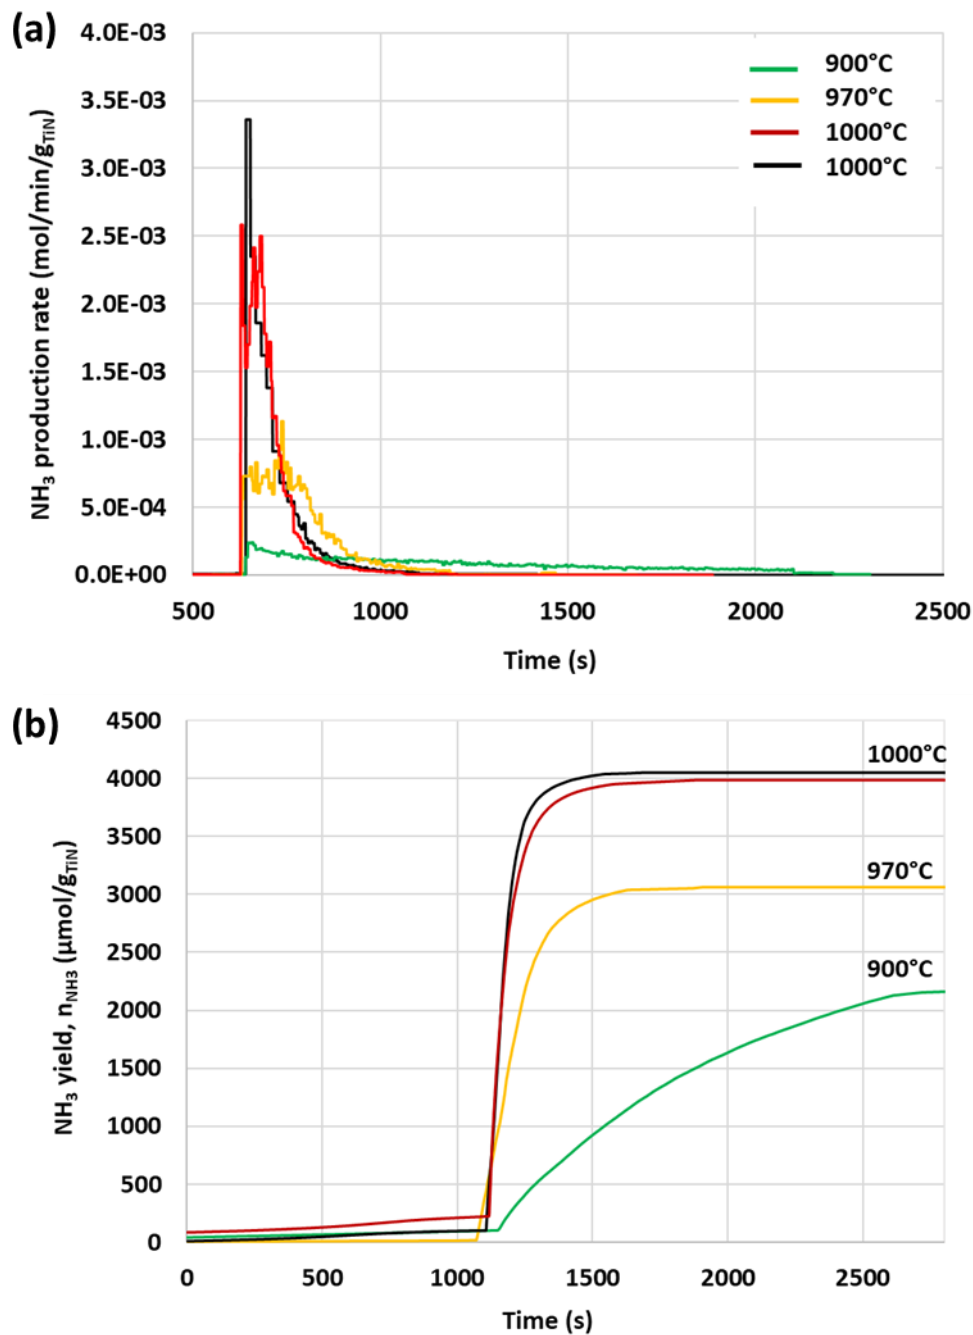 (a)
4.0E-03
3.5E-03
3.0E-03
2.5E-03
2.0E-03
1.5E-03
1.0E-03
5.0E-04
0.0E+00
NH₃ production rate (mol/min/gTiN)
900°C
970°C
1000°C
1000°C
500 1000 1500 2000 2500
Time (s)
(b)
4500
4000
3500
3000
2500
2000
1500
1000
500
0
NH₃ yield, nNH3 (µmol/gTiN)
1000°C
970°C
900°C
0 500 1000 1500 2000 2500
Time (s)